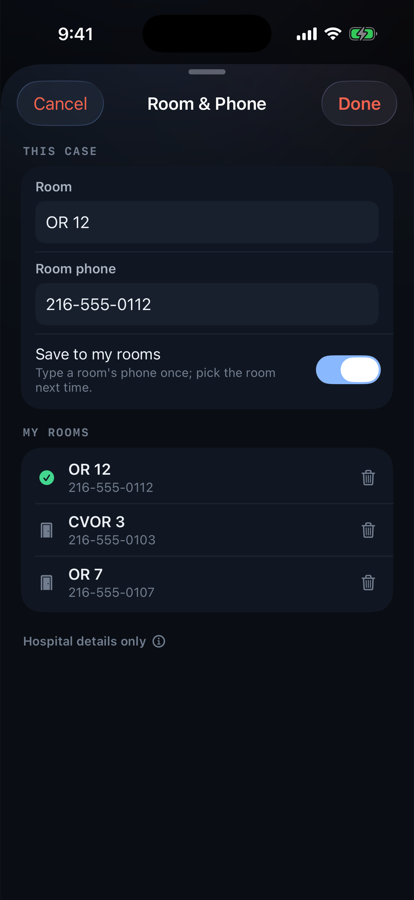 9:41
Cancel
Room & Phone
Done
THIS CASE
Room
OR 12
Room phone
216-555-0112
Save to my rooms
Type a room's phone once; pick the room
next time.
MY ROOMS
OR 12
216-555-0112
CVOR 3
216-555-0103
OR 7
216-555-0107
Hospital details only